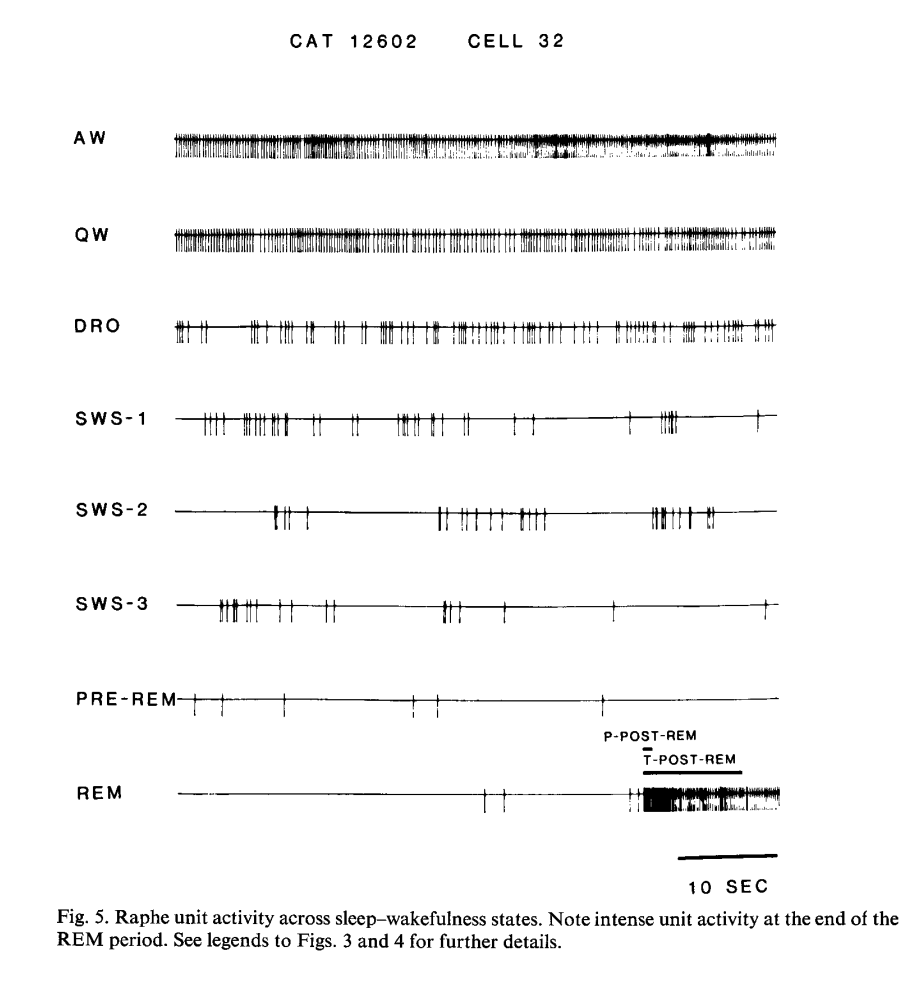 CAT 12602 CELL 32
AW
QW
DRO
SWS-1
SWS-2
SWS-3
PRE-REM
P-POST-REM
T-POST-REM
REM
10 SEC
Fig. 5. Raphe unit activity across sleep–wakefulness states. Note intense unit activity at the end of the
REM period. See legends to Figs. 3 and 4 for further details.